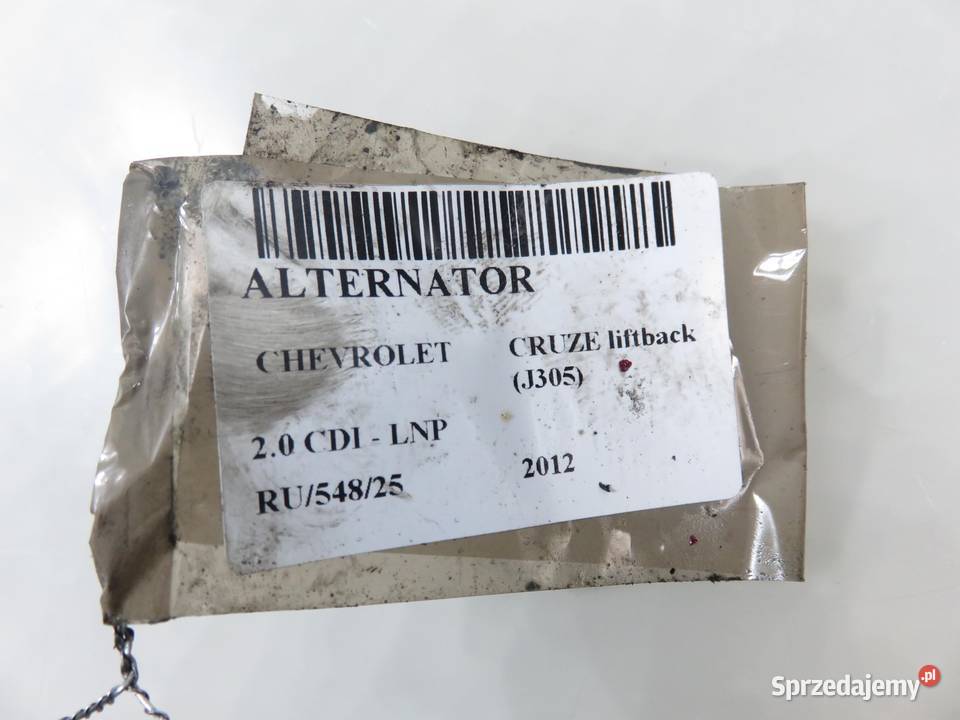 ALTERNATOR
CHEVROLET CRUZE liftback
(J305)
2.0 CDI - LNP
2012
RU/548/25
Sprzedajemy.pl